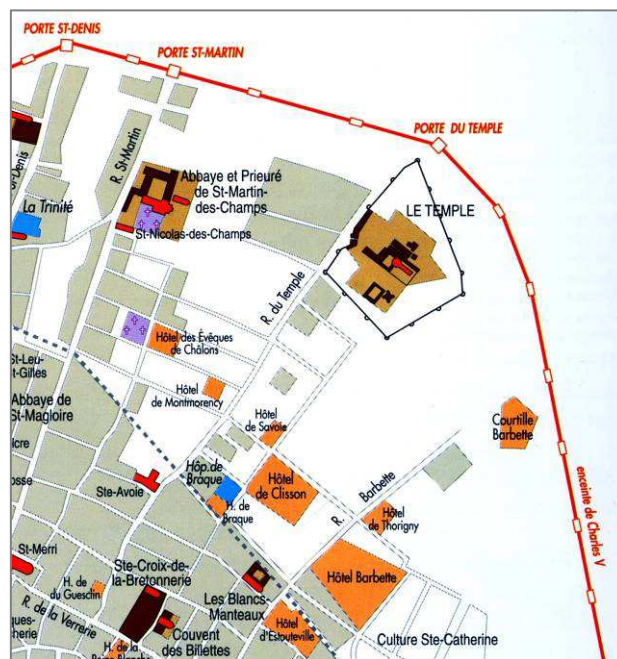 PORTE ST-DENIS
PORTE ST-MARTIN
PORTE DU TEMPLE
R. St-Martin
St-Denis
Abbaye et Prieuré
de St-Martin-
des-Champs
La Trinité
LE TEMPLE
St-Nicolas-des-Champs
R. du Temple
Hôtel des Évêques
de Châlons
St-Leu-
St-Gilles
Hôtel
de Montmorency
Abbaye de
St-Magloire
Hôtel
de Savoie
Courtille
Barbette
Hôp. de
Braque
Hôtel
de Clisson
R. Barbette
Ste-Avoie
H. de
Braque
Hôtel
de Thorigny
enceinte de Charles V
St-Merri
Ste-Croix-de-
la-Bretonnerie
Hôtel Barbette
H. de
du Guesclin
Les Blancs-
Manteaux
R. de la Verrerie
Couvent
des Billettes
Hôtel
d'Estouteville
Culture Ste-Catherine
H. de la